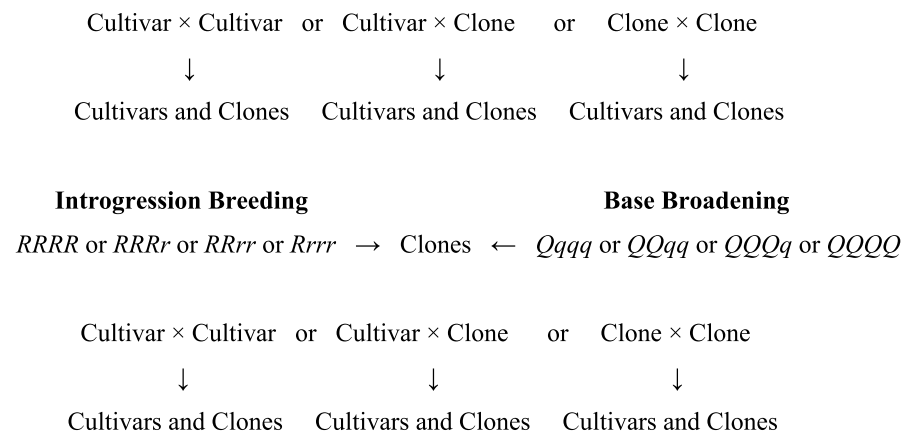 Cultivar × Cultivar or Cultivar × Clone or Clone × Clone
↓ ↓ ↓
Cultivars and Clones Cultivars and Clones Cultivars and Clones
Introgression Breeding Base Broadening
RRRR or RRRr or RRrr or Rrrr → Clones ← Qqqq or QQqq or QQQq or QQQQ
Cultivar × Cultivar or Cultivar × Clone or Clone × Clone
↓ ↓ ↓
Cultivars and Clones Cultivars and Clones Cultivars and Clones